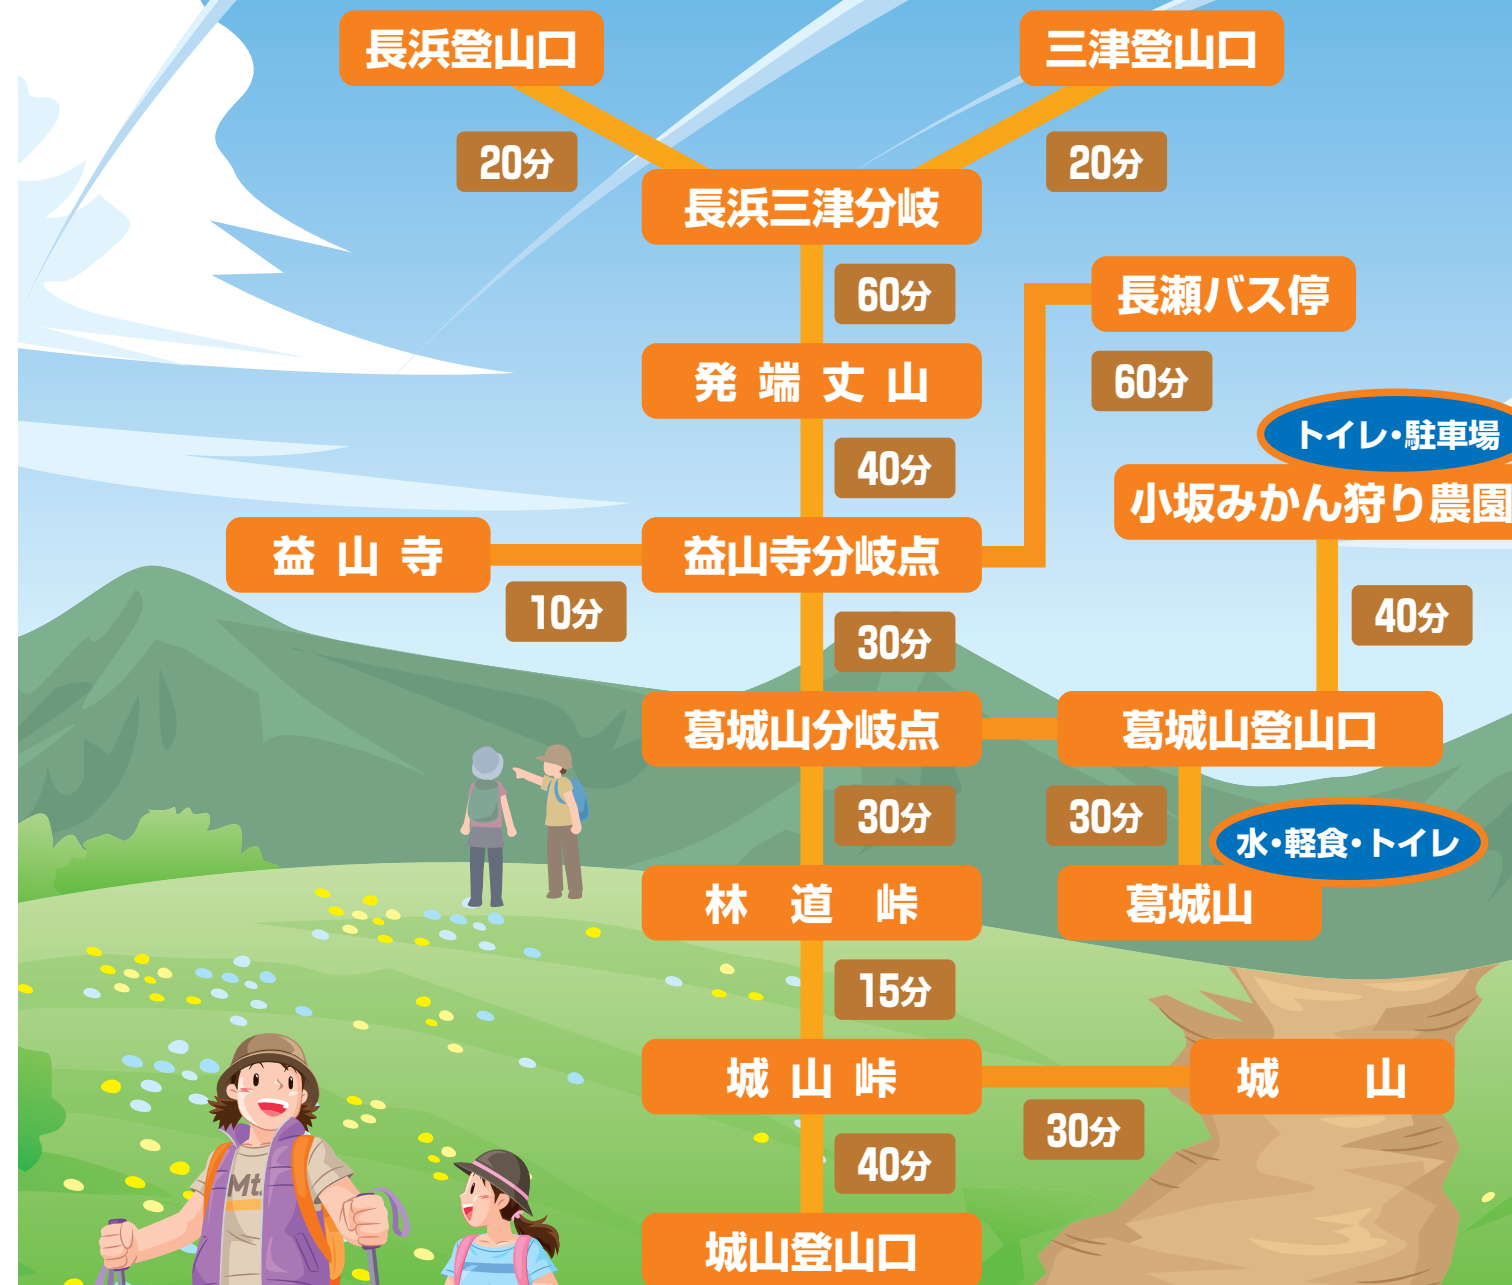 長浜登山口
三津登山口
20分
20分
長浜三津分岐
60分
長瀬バス停
発端丈山
60分
40分
トイレ・駐車場
小坂みかん狩り農園
益山寺
益山寺分岐点
10分
40分
30分
葛城山分岐点
葛城山登山口
30分
30分
水・軽食・トイレ
林道峠
葛城山
15分
城山峠
城山
30分
40分
Mt.
城山登山口